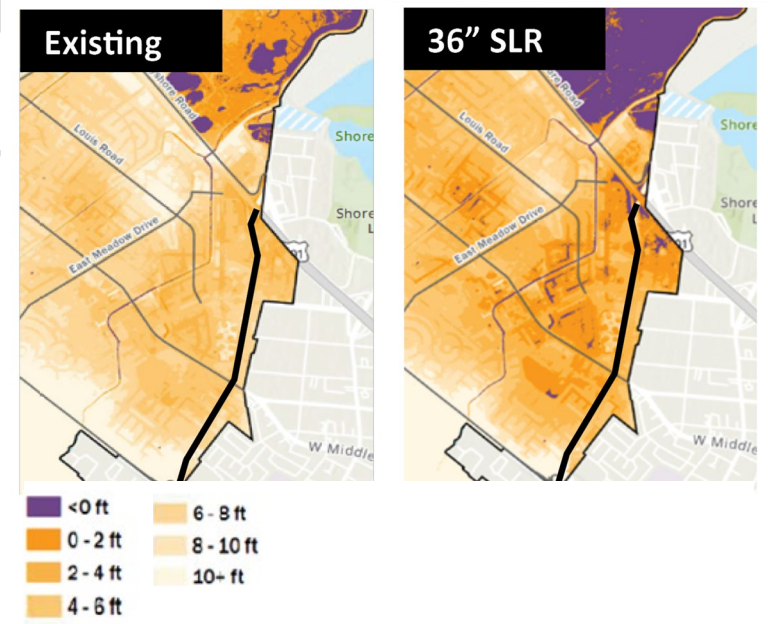 Existing
36” SLR
shore Road
Louis Road
East Meadow Drive
Shore
Shore
L
W Middle
ore Road
Louis Road
East Meadow Drive
Shore
Shore
L
W Middle
<0 ft
0 - 2 ft
2 - 4 ft
4 - 6 ft
6 - 8 ft
8 - 10 ft
10+ ft